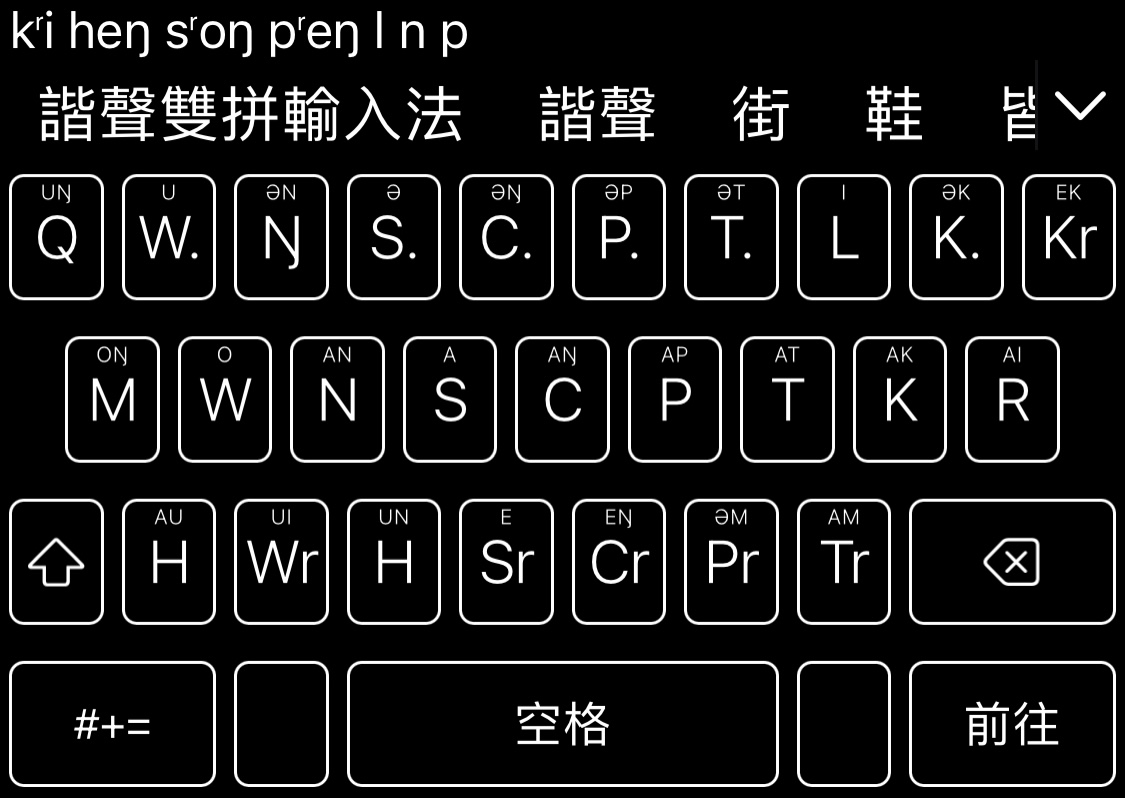 kʳi heŋ sʳoŋ pʳeŋ l n p
諧聲雙拼輸入法 諧聲 街 鞋 皆
UŊ U ƏN Ə ƏŊ ƏP ƏT I ƏK EK
Q W. Ŋ S. C. P. T. L K. Kr
OŊ O AN A AŊ AP AT AK AI
M W N S C P T K R
AU UI UN E EŊ ƏM AM
H Wr H Sr Cr Pr Tr
#+= 空格 前往